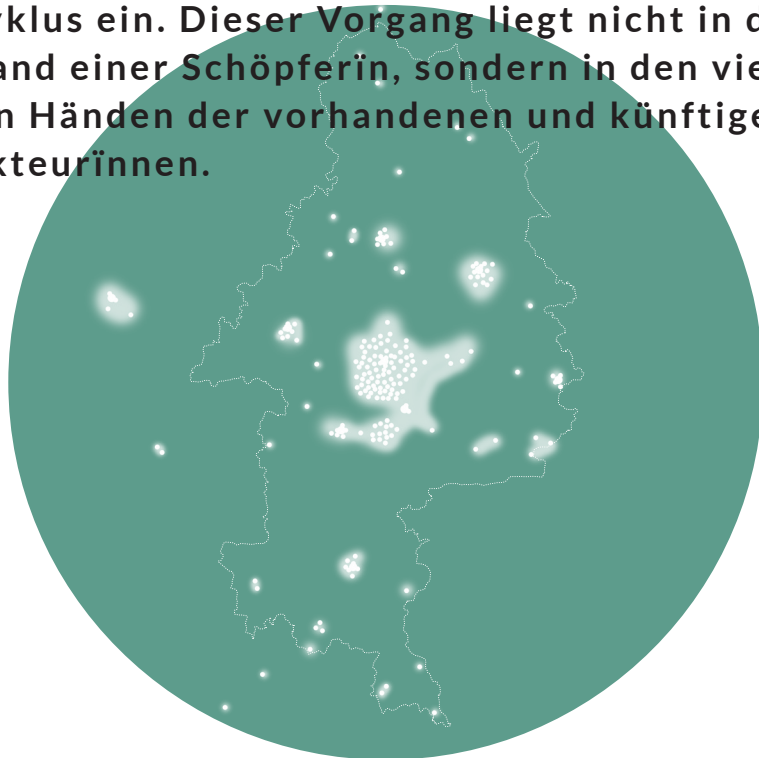 yklus ein. Dieser Vorgang liegt nicht in d
and einer Schöpferïn, sondern in den vie
n Händen der vorhandenen und künftige
kteurïnnen.